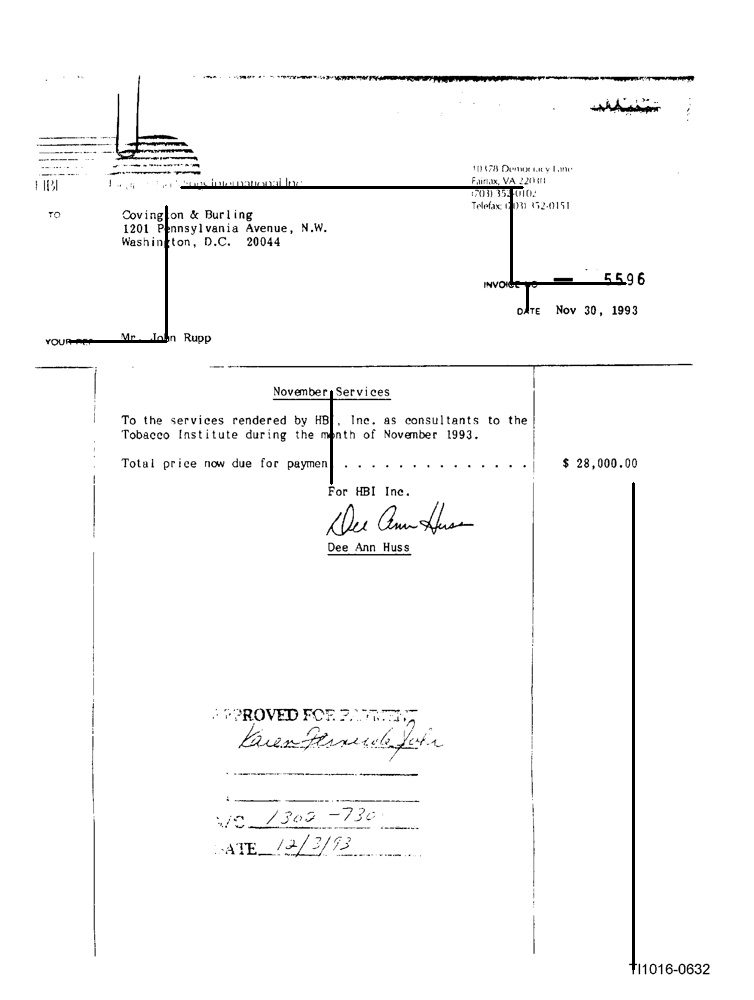 HBI
International Inc.
10378 Democracy Lane
Fairfax, VA 22030
(703) 352-0102
Telefax: (703) 352-0151
TO
Covington & Burling
1201 Pennsylvania Avenue, N.W.
Washington, D.C. 20044
INVOICE NO — 5596
DATE Nov 30, 1993
YOUR REF Mr. John Rupp
November Services
To the services rendered by HBI, Inc. as consultants to the
Tobacco Institute during the month of November 1993.
Total price now due for paymen . . . . . . . . . . . . . . $ 28,000.00
For HBI Inc.
Dee Ann Huss
Dee Ann Huss
APPROVED FOR PAYMENT
Karen
A/C 1302-730
DATE 12/3/93
TI1016-0632